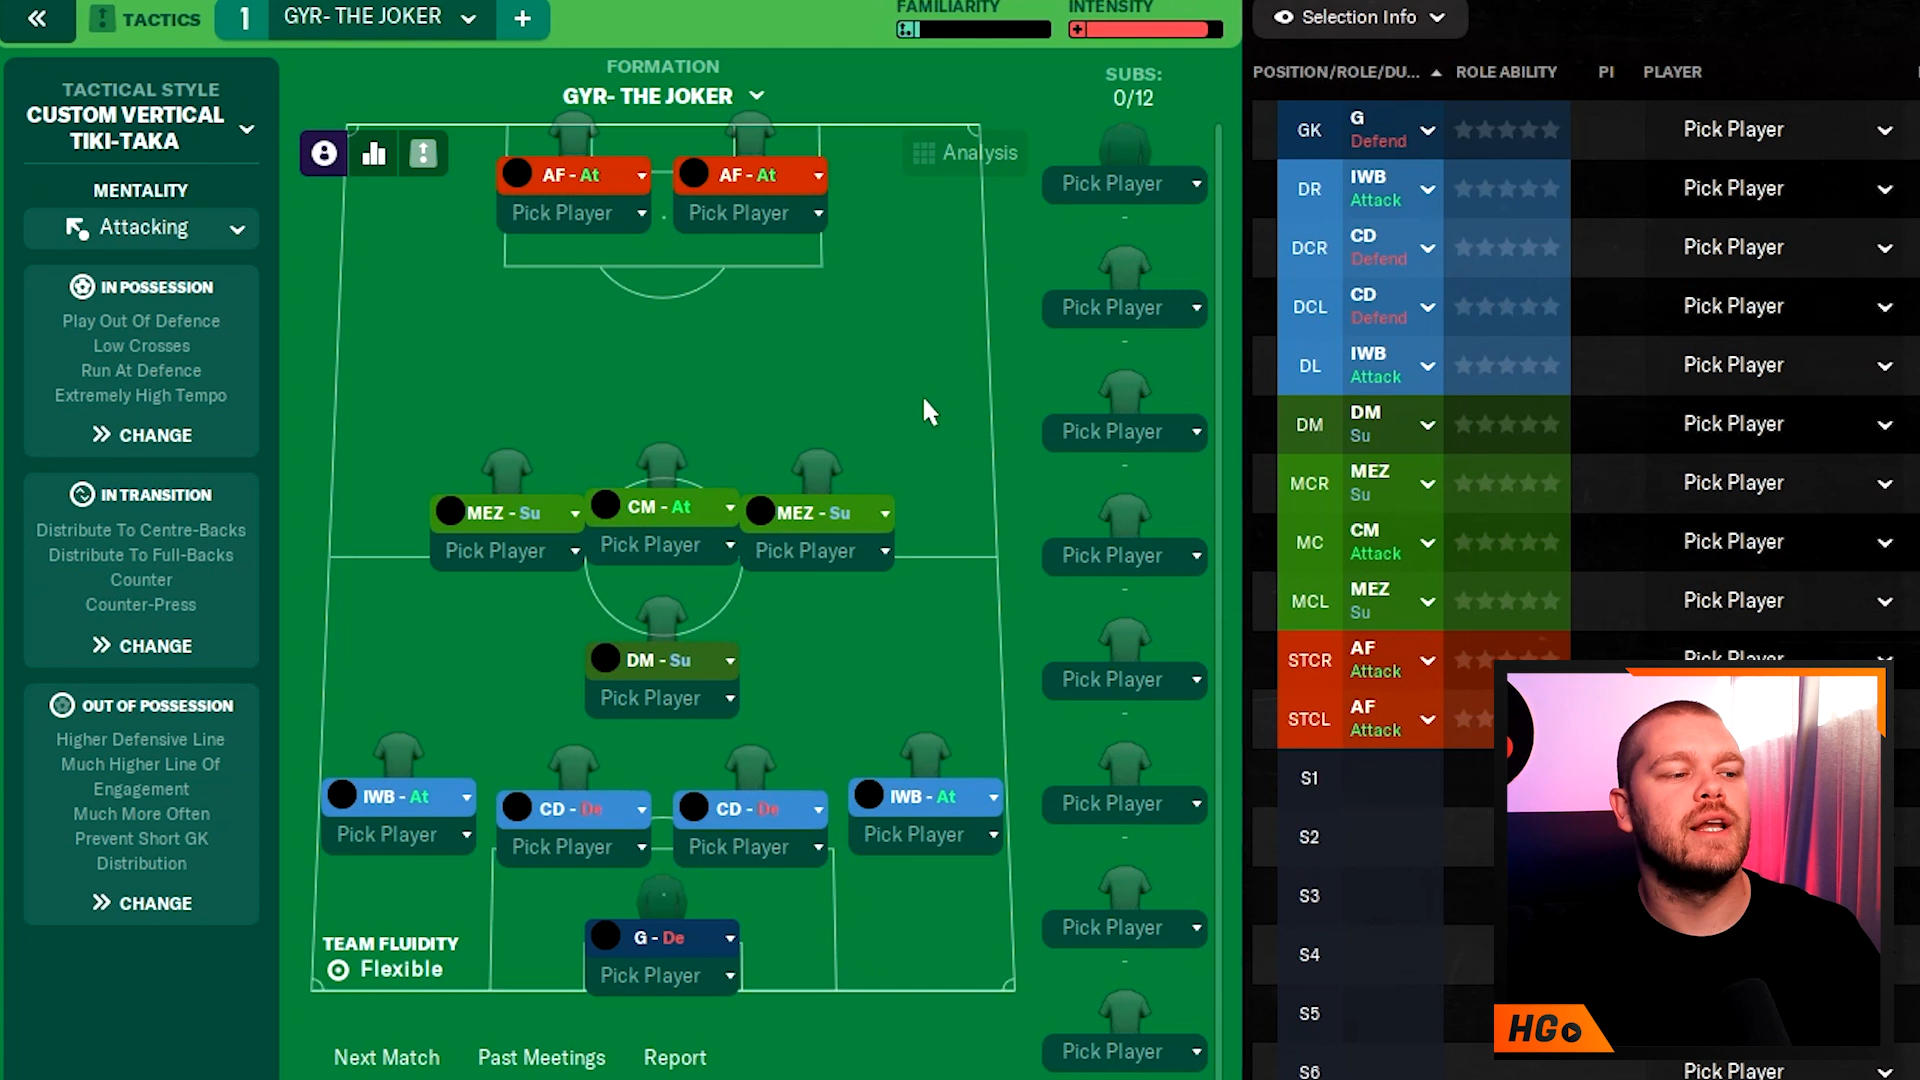 TACTICS
1
GYR- THE JOKER
+
FAMILIARITY
INTENSITY
TACTICAL STYLE
CUSTOM VERTICAL
TIKI-TAKA
MENTALITY
Attacking
IN POSSESSION
Play Out Of Defence
Low Crosses
Run At Defence
Extremely High Tempo
CHANGE
IN TRANSITION
Distribute To Centre-Backs
Distribute To Full-Backs
Counter
Counter-Press
CHANGE
OUT OF POSSESSION
Higher Defensive Line
Much Higher Line Of
Engagement
Much More Often
Prevent Short GK
Distribution
CHANGE
FORMATION
GYR- THE JOKER
Analysis
AF - At
AF - At
Pick Player
Pick Player
MEZ - Su
CM - At
MEZ - Su
Pick Player
Pick Player
Pick Player
DM - Su
Pick Player
IWB - At
CD - De
CD - De
IWB - At
Pick Player
Pick Player
Pick Player
Pick Player
G - De
Pick Player
TEAM FLUIDITY
Flexible
Next Match
Past Meetings
Report
SUBS:
0/12
Pick Player
-
Pick Player
-
Pick Player
-
Pick Player
-
Pick Player
-
Pick Player
-
Pick Player
-
Pick Player
Selection Info
POSITION/ROLE/DU...
ROLE ABILITY
PI
PLAYER
GK
G
Defend
Pick Player
DR
IWB
Attack
Pick Player
DCR
CD
Defend
Pick Player
DCL
CD
Defend
Pick Player
DL
IWB
Attack
Pick Player
DM
DM
Su
Pick Player
MCR
MEZ
Su
Pick Player
MC
CM
Attack
Pick Player
MCL
MEZ
Su
Pick Player
STCR
AF
Attack
Pick Player
STCL
AF
Attack
S1
S2
S3
S4
S5
S6
Pick Player
HG